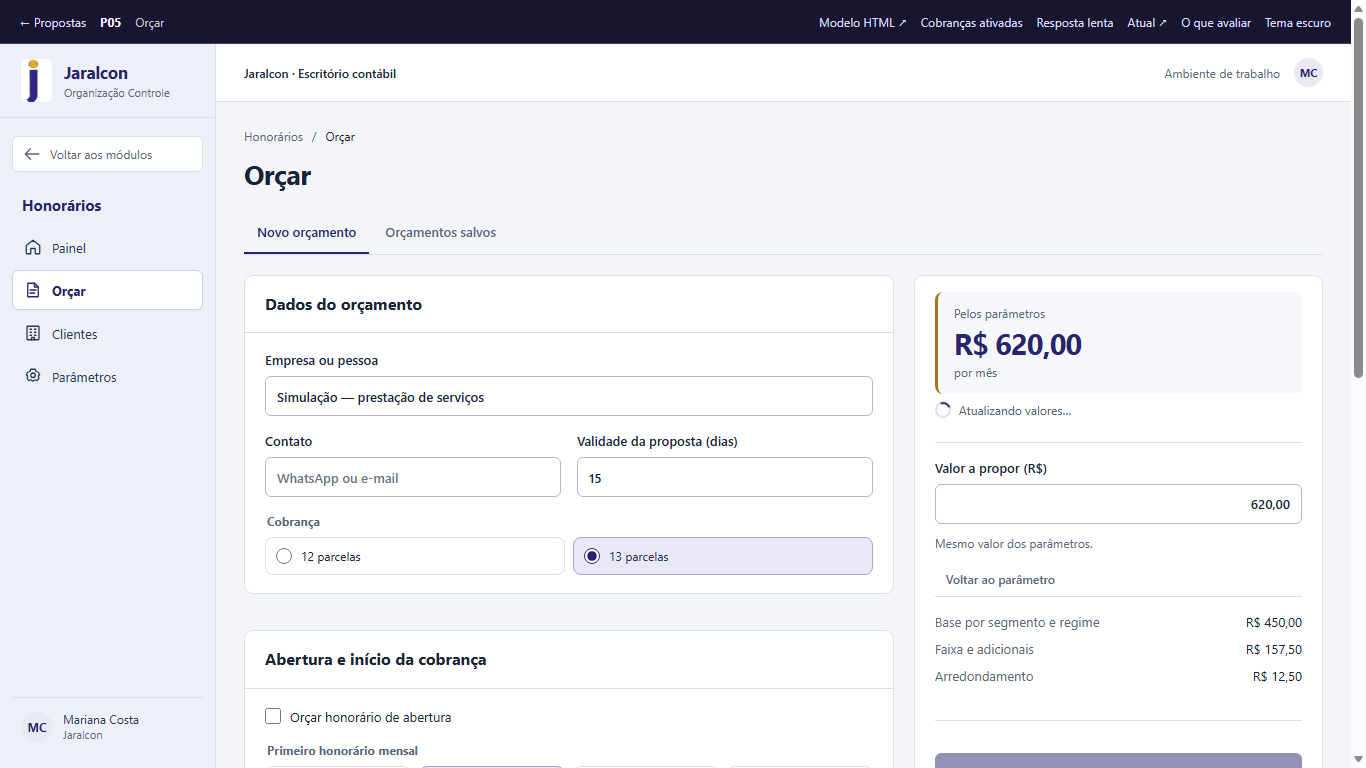 ← Propostas P05 Orçar
Modelo HTML ↗ Cobranças ativadas Resposta lenta Atual ↗ O que avaliar Tema escuro
Jaralcon
Organização Controle
Voltar aos módulos
Honorários
Painel
Orçar
Clientes
Parâmetros
MC
Mariana Costa
Jaralcon
Jaralcon · Escritório contábil
Ambiente de trabalho MC
Honorários / Orçar
Orçar
Novo orçamento Orçamentos salvos
Dados do orçamento
Empresa ou pessoa
Simulação — prestação de serviços
Contato Validade da proposta (dias)
WhatsApp ou e-mail 15
Cobrança
12 parcelas 13 parcelas
Abertura e início da cobrança
Orçar honorário de abertura
Primeiro honorário mensal
Pelos parâmetros
R$ 620,00
por mês
Atualizando valores...
Valor a propor (R$)
620,00
Mesmo valor dos parâmetros.
Voltar ao parâmetro
Base por segmento e regime R$ 450,00
Faixa e adicionais R$ 157,50
Arredondamento R$ 12,50